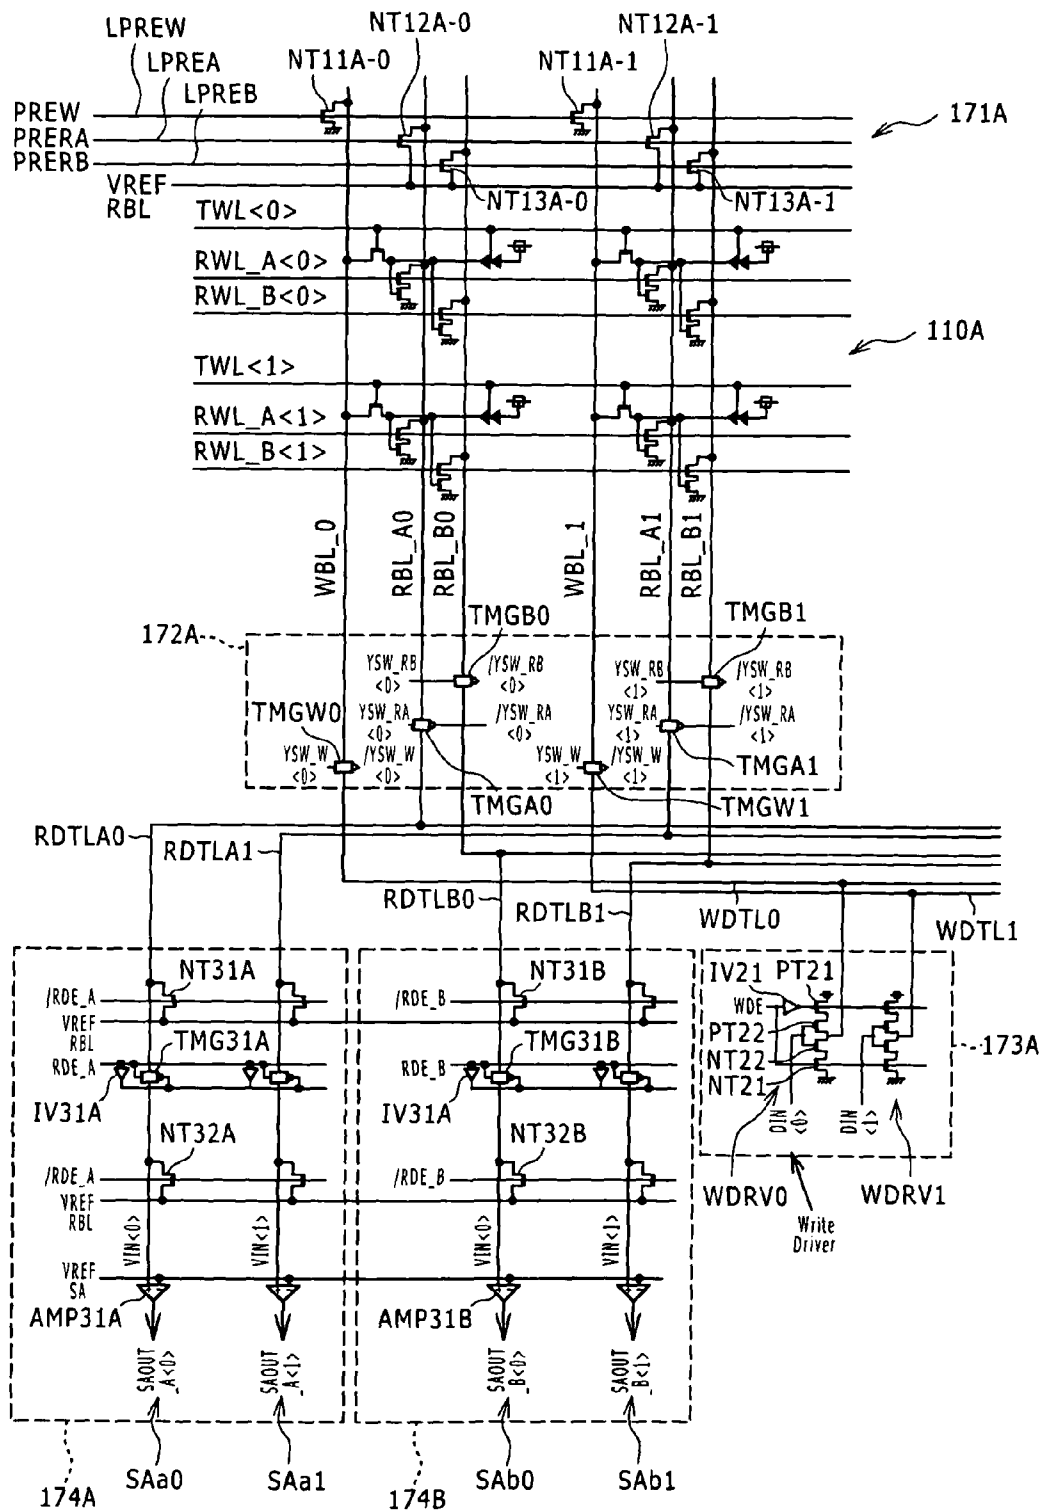 LPREW
NT12A-0
NT12A-1
LPREA
NT11A-0
NT11A-1
LPREB
PREW
171A
PRERA
PRERB
VREF
RBL
NT13A-0
NT13A-1
TWL<0>
RWL_A<0>
RWL_B<0>
110A
TWL<1>
RWL_A<1>
RWL_B<1>
WBL_0
RBL_A0
RBL_B0
WBL_1
RBL_A1
RBL_B1
172A
TMGB0
TMGB1
YSW_RB
<0>
/YSW_RB
<0>
YSW_RB
<1>
/YSW_RB
<1>
TMGW0
YSW_RA
<0>
/YSW_RA
<0>
YSW_RA
<1>
/YSW_RA
<1>
YSW_W
<0>
/YSW_W
<0>
YSW_W
<1>
/YSW_W
<1>
TMGA1
TMGA0
TMGW1
RDTLA0
RDTLA1
RDTLB0
RDTLB1
WDTL0
WDTL1
NT31A
NT31B
IV21
PT21
/RDE_A
/RDE_B
WDE
VREF
RBL
PT22
173A
TMG31A
TMG31B
NT22
RDE_A
RDE_B
NT21
IV31A
IV31A
DIN
<0>
DIN
<1>
NT32A
NT32B
/RDE_A
/RDE_B
WDRV0
WDRV1
VREF
RBL
Write
Driver
VIN<0>
VIN<1>
VIN<0>
VIN<1>
VREF
SA
AMP31A
AMP31B
SAOUT
_A<0>
SAOUT
_A<1>
SAOUT
_B<0>
SAOUT
_B<1>
174A
SAa0
SAa1
174B
SAb0
SAb1